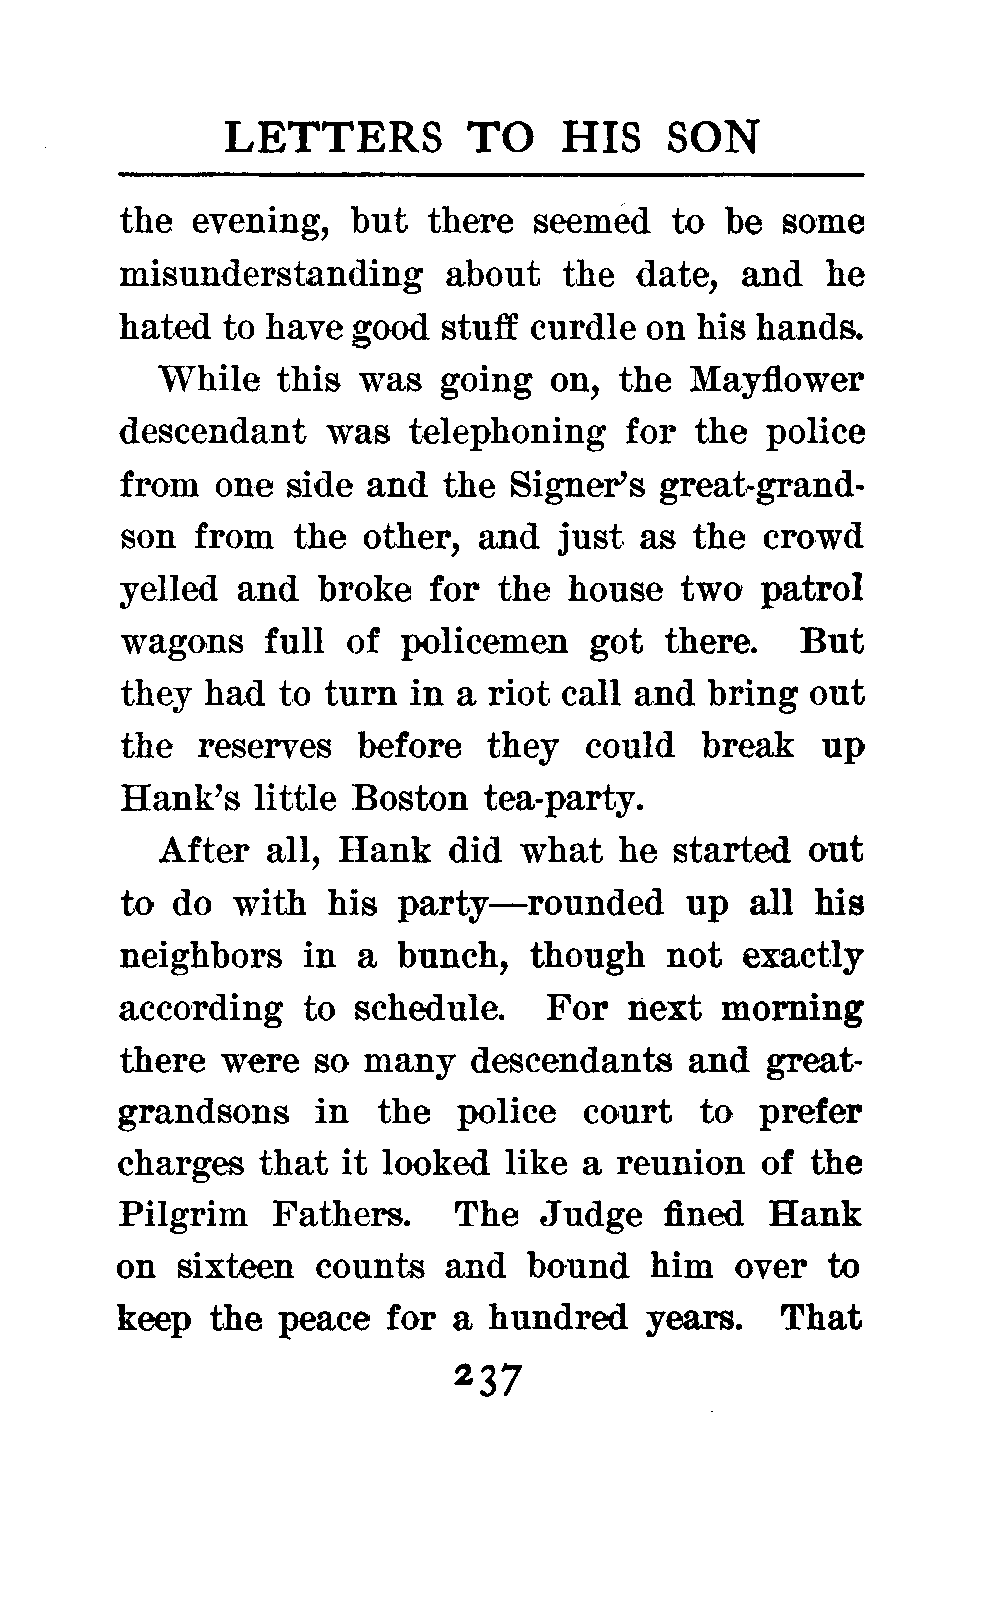 LETTERS TO HIS SON
the evening, but there seemed to be some
misunderstanding about the date, and he
hated to have good stuff curdle on his hands.
While this was going on, the Mayflower
descendant was telephoning for the police
from one side and the Signer's great-grand-
son from the other, and just as the crowd
yelled and broke for the house two patrol
wagons full of policemen got there. But
they had to turn in a riot call and bring out
the reserves before they could break up
Hank's little Boston tea-party.
After all, Hank did what he started out
to do with his party—rounded up all his
neighbors in a bunch, though not exactly
according to schedule. For next morning
there were so many descendants and great-
grandsons in the police court to prefer
charges that it looked like a reunion of the
Pilgrim Fathers. The Judge fined Hank
on sixteen counts and bound him over to
keep the peace for a hundred years. That
237